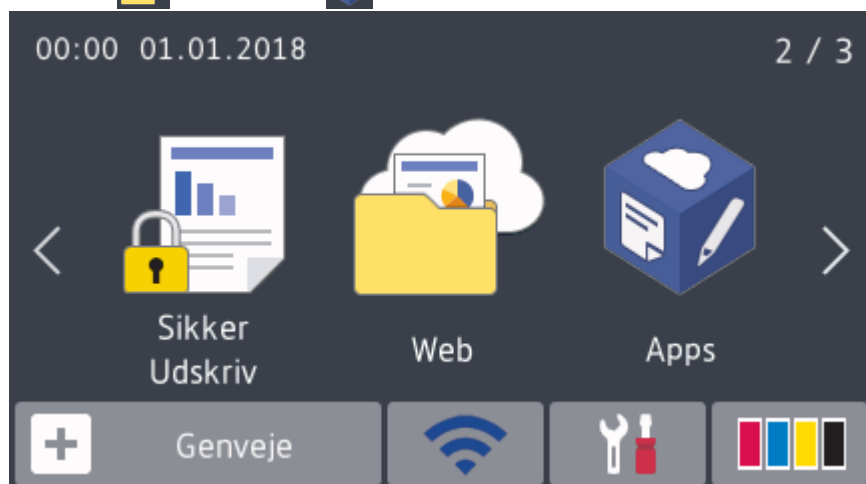 00:00 01.01.2018
2 / 3
Sikker
Udskriv
Web
Apps
Genveje